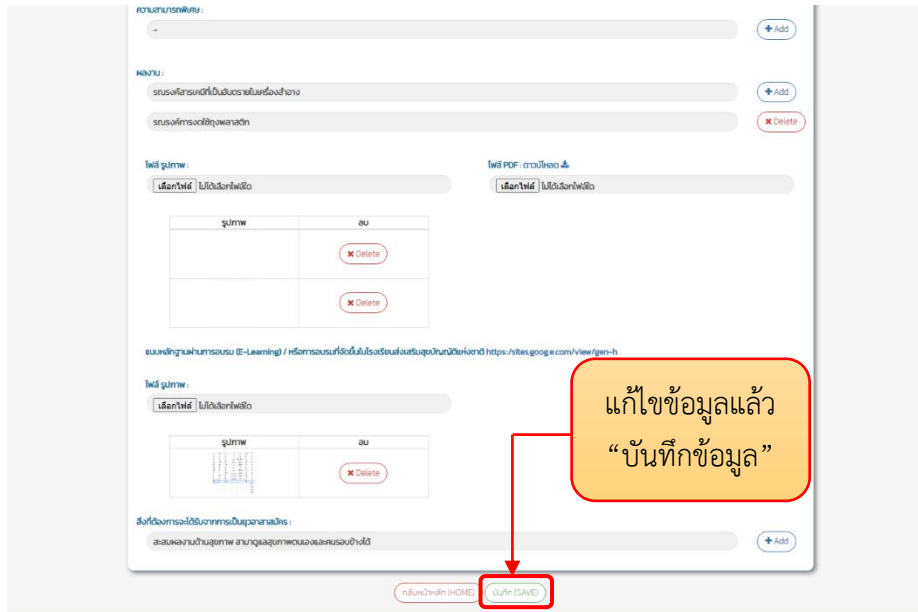 ความสามารถพิเศษ :
-
+ Add
ผลงาน :
รณรงค์สารเคมีที่เป็นอันตรายในเครื่องสำอาง
+ Add
รณรงค์การงดใช้ถุงพลาสติก
✖ Delete
ไฟล์ รูปภาพ :
ไฟล์ PDF : ดาวน์โหลด
เลือกไฟล์ ไม่ได้เลือกไฟล์ใด
เลือกไฟล์ ไม่ได้เลือกไฟล์ใด
รูปภาพ ลบ
✖ Delete
✖ Delete
แนบหลักฐานผ่านการอบรม (E-Learning) / หรือการอบรมที่จัดขึ้นในโรงเรียนส่งเสริมสุขบัญญัติแห่งชาติ https:/sites.goog e.com/view/gen-h
ไฟล์ รูปภาพ :
เลือกไฟล์ ไม่ได้เลือกไฟล์ใด
แก้ไขข้อมูลแล้ว
“บันทึกข้อมูล”
รูปภาพ ลบ
✖ Delete
สิ่งที่ต้องการจะได้รับจากการเป็นยุวอาสาสมัคร :
สะสมผลงานด้านสุขภาพ สามาดูแลสุขภาพตนเองและคนรอบข้างได้
+ Add
กลับหน้าหลัก (HOME)
บันทึก (SAVE)